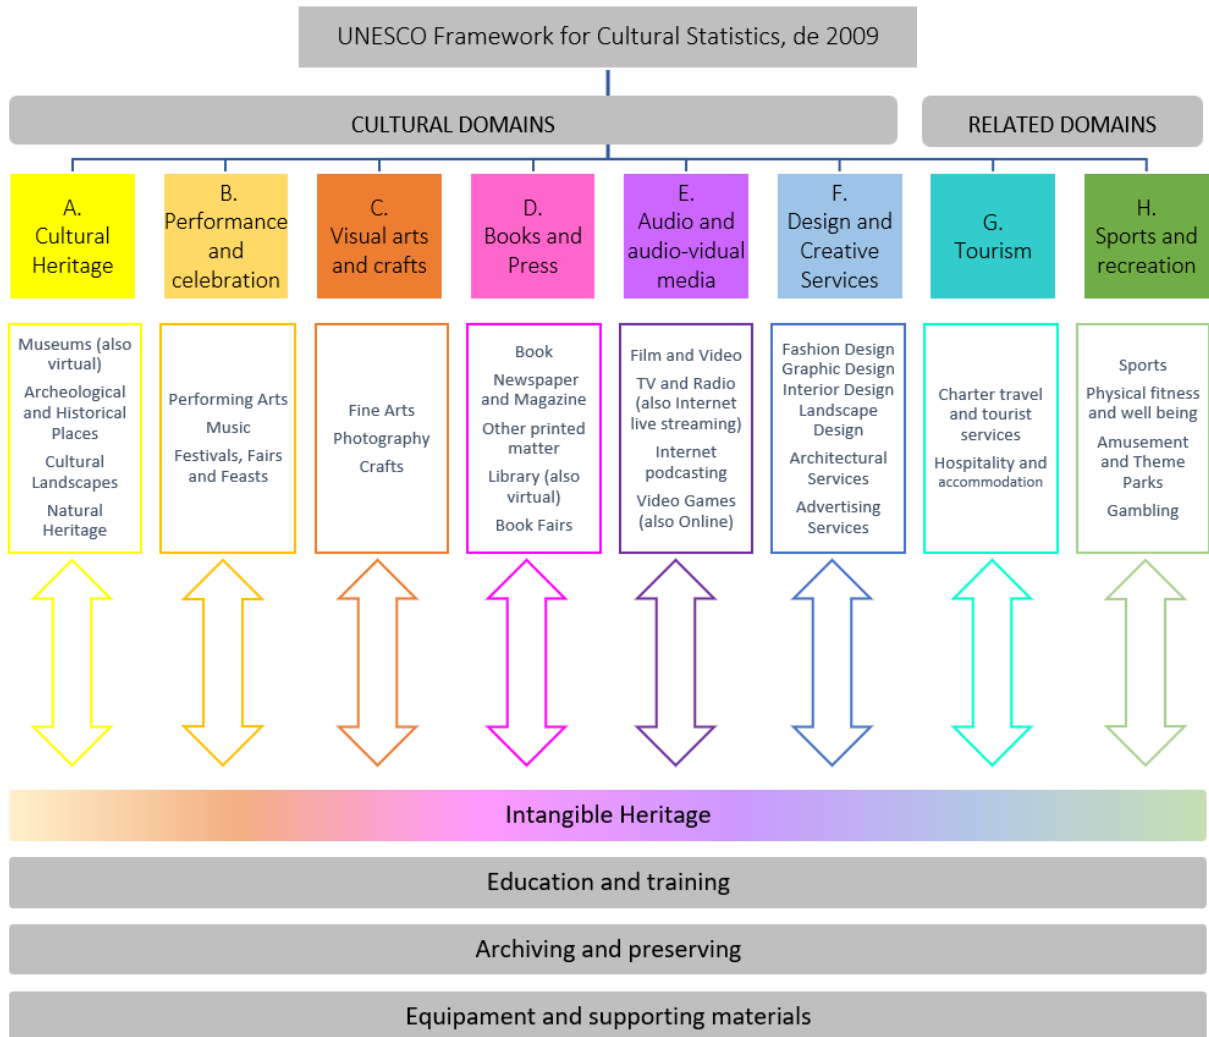 UNESCO Framework for Cultural Statistics, de 2009
CULTURAL DOMAINS
RELATED DOMAINS
A.
Cultural
Heritage
B.
Performance
and
celebration
C.
Visual arts
and crafts
D.
Books and
Press
E.
Audio and
audio-vidual
media
F.
Design and
Creative
Services
G.
Tourism
H.
Sports and
recreation
Museums (also
virtual)
Archeological
and Historical
Places
Cultural
Landscapes
Natural
Heritage
Performing Arts
Music
Festivals, Fairs
and Feasts
Fine Arts
Photography
Crafts
Book
Newspaper
and Magazine
Other printed
matter
Library (also
virtual)
Book Fairs
Film and Video
TV and Radio
(also Internet
live streaming)
Internet
podcasting
Video Games
(also Online)
Fashion Design
Graphic Design
Interior Design
Landscape
Design
Architectural
Services
Advertising
Services
Charter travel
and tourist
services
Hospitality and
accommodation
Sports
Physical fitness
and well being
Amusement
and Theme
Parks
Gambling
Intangible Heritage
Education and training
Archiving and preserving
Equipament and supporting materials